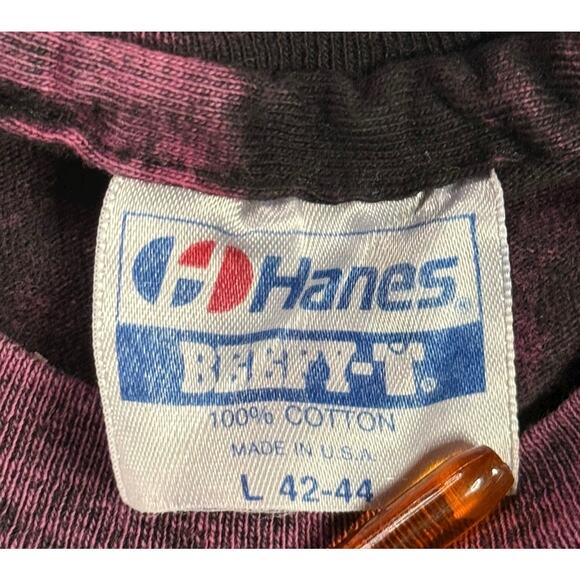 Hanes®
BEEFY-T®
100% COTTON
MADE IN U.S.A.
L 42-44